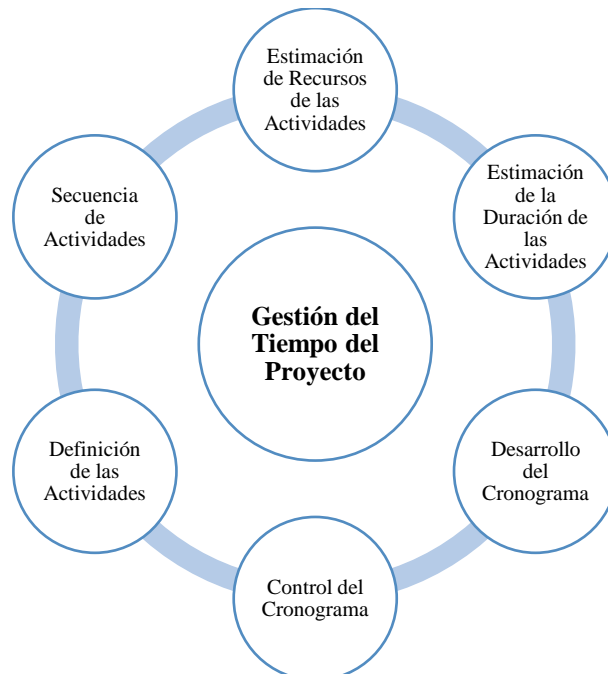 Estimación
de Recursos
de las
Actividades
Secuencia
de
Actividades
Estimación
de la
Duración de
las
Actividades
Gestión del
Tiempo del
Proyecto
Definición
de las
Actividades
Desarrollo
del
Cronograma
Control del
Cronograma